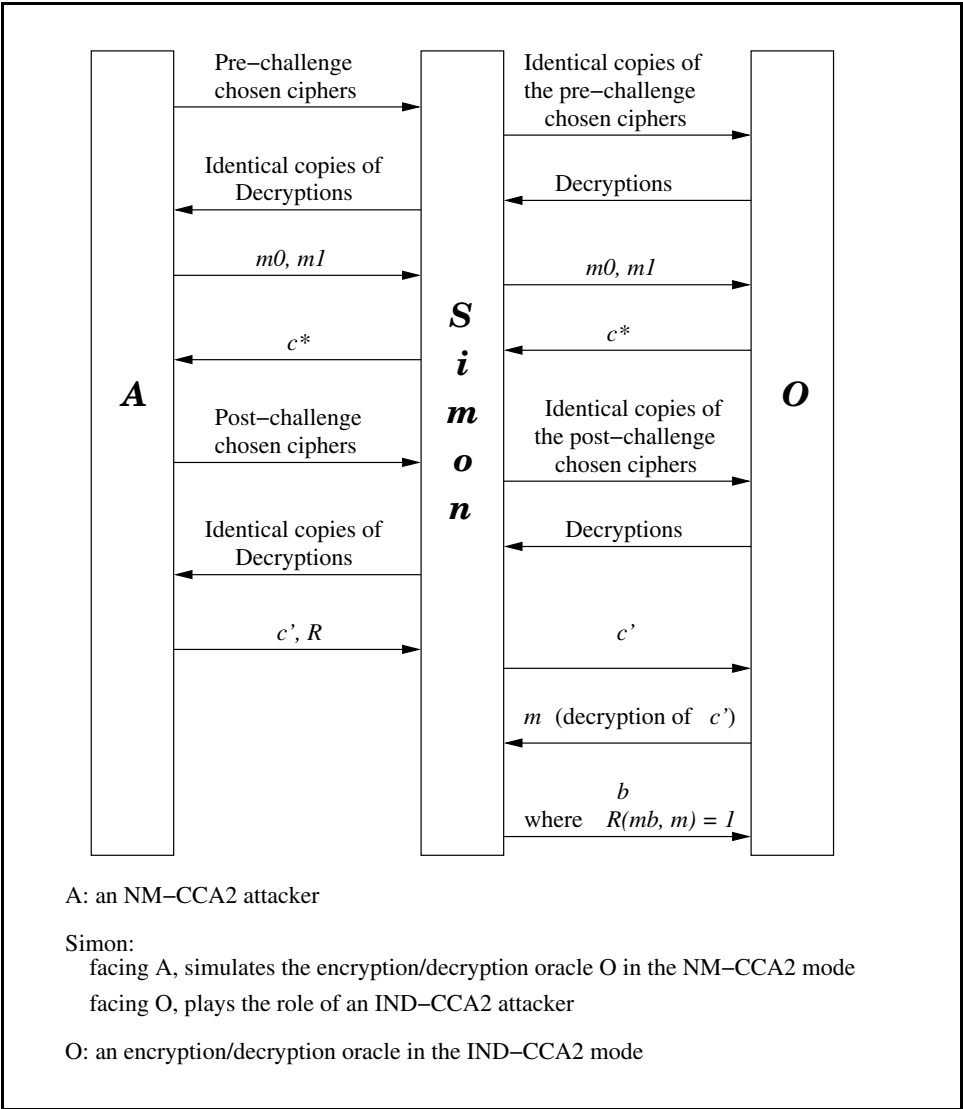 Pre−challenge
chosen ciphers
Identical copies of
the pre−challenge
chosen ciphers
Identical copies of
Decryptions
Decryptions
m0, m1
m0, m1
c*
c*
A
S
i
m
o
n
O
Post−challenge
chosen ciphers
Identical copies of
the post−challenge
chosen ciphers
Identical copies of
Decryptions
Decryptions
c’, R
c’
m (decryption of c’)
b
where R(mb, m) = 1
A: an NM−CCA2 attacker
Simon:
facing A, simulates the encryption/decryption oracle O in the NM−CCA2 mode
facing O, plays the role of an IND−CCA2 attacker
O: an encryption/decryption oracle in the IND−CCA2 mode